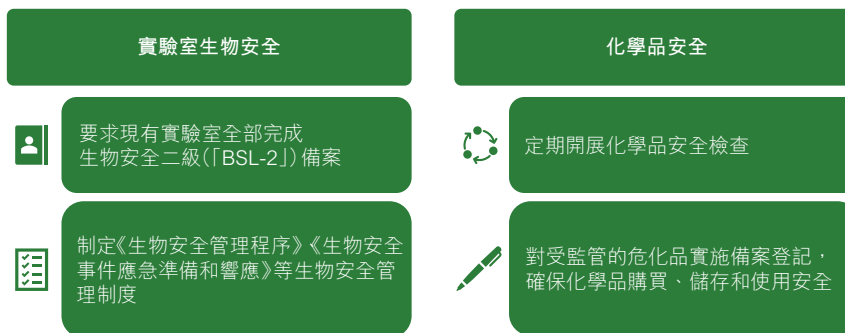 實驗室生物安全
要求現有實驗室全部完成
生物安全二級(「BSL-2」)備案
制定《生物安全管理程序》《生物安全
事件應急準備和響應》等生物安全管
理制度
化學品安全
定期開展化學品安全檢查
對受監管的危化品實施備案登記，
確保化學品購買、儲存和使用安全